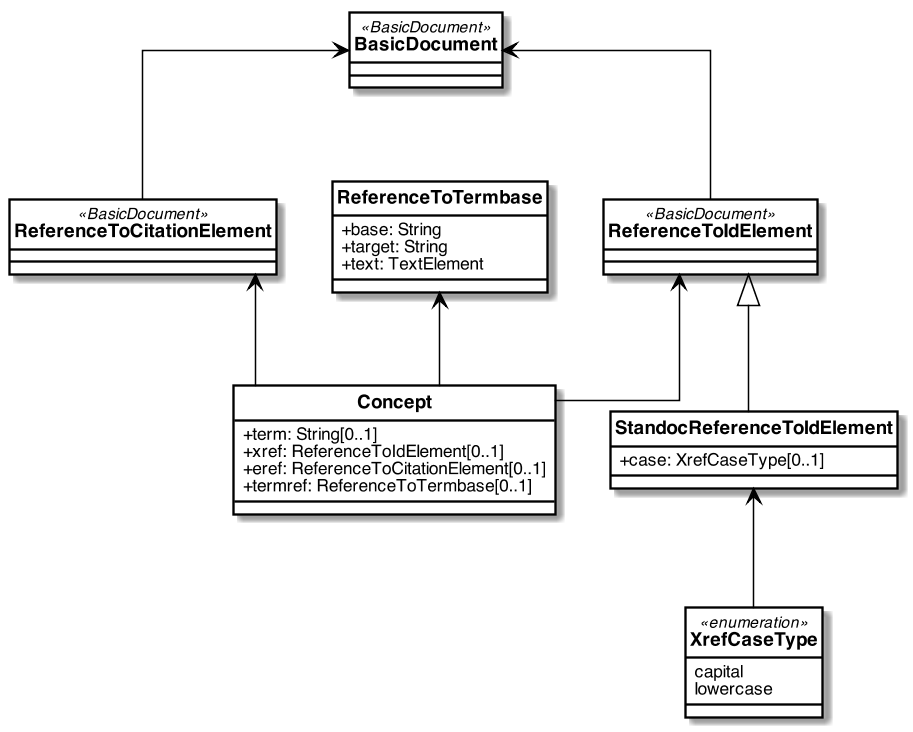 «BasicDocument»
BasicDocument
«BasicDocument»
ReferenceToCitationElement
ReferenceToTermbase
+base: String
+target: String
+text: TextElement
«BasicDocument»
ReferenceToIdElement
Concept
+term: String[0..1]
+xref: ReferenceToIdElement[0..1]
+eref: ReferenceToCitationElement[0..1]
+termref: ReferenceToTermbase[0..1]
StandocReferenceToIdElement
+case: XrefCaseType[0..1]
«enumeration»
XrefCaseType
capital
lowercase